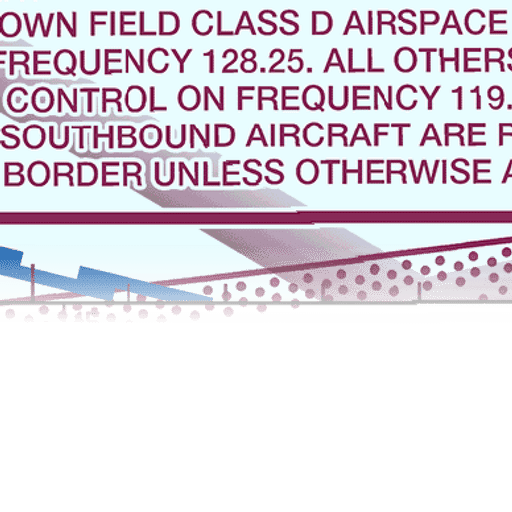 OWN FIELD CLASS D AIRSPACE
FREQUENCY 128.25. ALL OTHERS
CONTROL ON FREQUENCY 119.
SOUTHBOUND AIRCRAFT ARE R
BORDER UNLESS OTHERWISE A